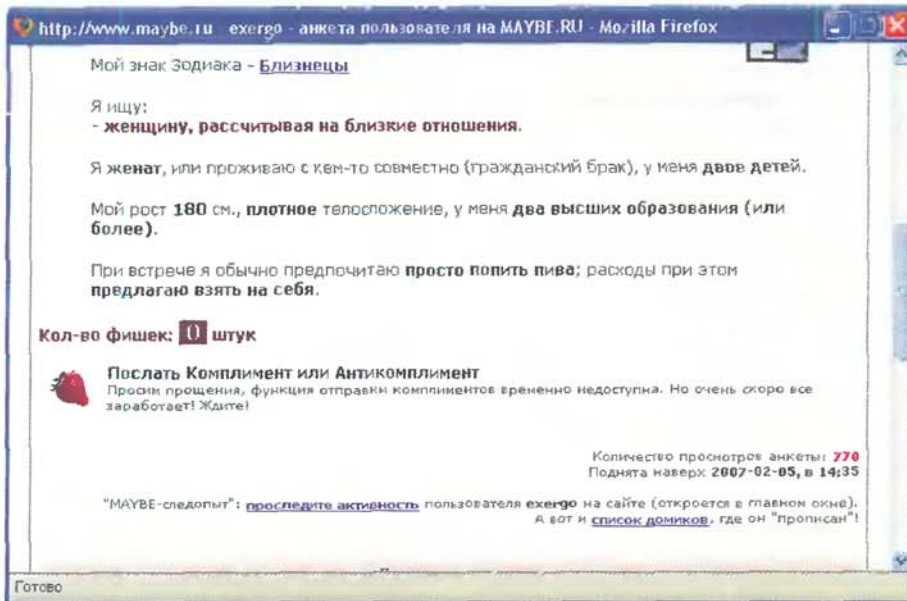 http://www.maybe.ru exergo - анкета пользователя на MAYBE.RU - Mozilla Firefox
Мой знак Зодиака - Близнецы
Я ищу:
- женщину, рассчитывая на близкие отношения.
Я женат, или проживаю с кем-то совместно (гражданский брак), у меня двое детей.
Мой рост 180 см., плотное телосложение, у меня два высших образования (или
более).
При встрече я обычно предпочитаю просто попить пива; расходы при этом
предлагаю взять на себя.
Кол-во фишек: 0 штук
Послать Комплимент или Антикомплимент
Просим прощения, функция отправки комплиментов временно недоступна. Но очень скоро все
заработает! Ждите!
Количество просмотров анкеты: 770
Поднята наверх 2007-02-05, в 14:35
"MAYBE-следопыт": проследите активность пользователя exergo на сайте (откроется в главном окне).
А вот и список домиков, где он "прописан"!
Готово